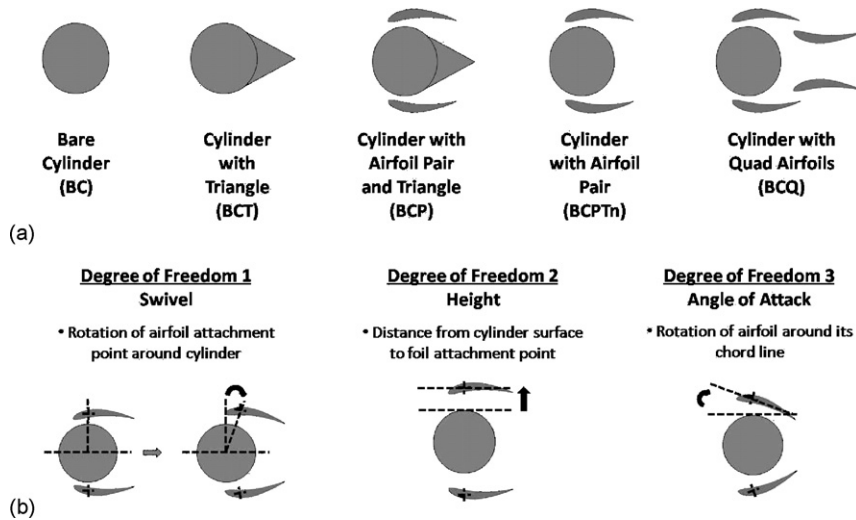 Bare
Cylinder
(BC)
Cylinder
with
Triangle
(BCT)
Cylinder with
Airfoil Pair
and Triangle
(BCP)
Cylinder
with Airfoil
Pair
(BCPTn)
Cylinder with
Quad Airfoils
(BCQ)
(a)
Degree of Freedom 1
Swivel
• Rotation of airfoil attachment
point around cylinder
Degree of Freedom 2
Height
• Distance from cylinder surface
to foil attachment point
Degree of Freedom 3
Angle of Attack
• Rotation of airfoil around its
chord line
(b)